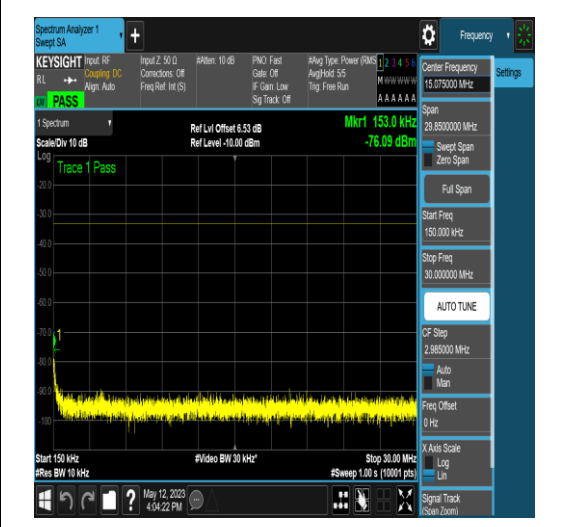 Spectrum Analyzer 1
Swept SA
+
Frequency
KEYSIGHT
Input: RF
Coupling: DC
Align: Auto
RL
LXI
PASS
Input Z: 50 Ω
Corrections: Off
Freq Ref: Int (S)
#Atten: 10 dB
PNO: Fast
Gate: Off
IF Gain: Low
Sig Track: Off
#Avg Type: Power (RMS
Avg|Hold: 5/5
Trig: Free Run
1 2 3 4 5 6
M W W W W W
A A A A A A
1 Spectrum
Scale/Div 10 dB
Ref Lvl Offset 6.53 dB
Ref Level -10.00 dBm
Mkr1 153.0 kHz
-76.09 dBm
Log
Trace 1 Pass
-20.0
-30.0
-40.0
-50.0
-60.0
-70.0
1
-80.0
-90.0
-100
Start 150 kHz
#Video BW 30 kHz*
Stop 30.00 MHz
#Res BW 10 kHz
#Sweep 1.00 s (10001 pts)
?
May 12, 2023
4:04:22 PM
Settings
Center Frequency
15.075000 MHz
Span
29.8500000 MHz
Swept Span
Zero Span
Full Span
Start Freq
150.000 kHz
Stop Freq
30.000000 MHz
AUTO TUNE
CF Step
2.985000 MHz
Auto
Man
Freq Offset
0 Hz
X Axis Scale
Log
Lin
Signal Track
(Span Zoom)